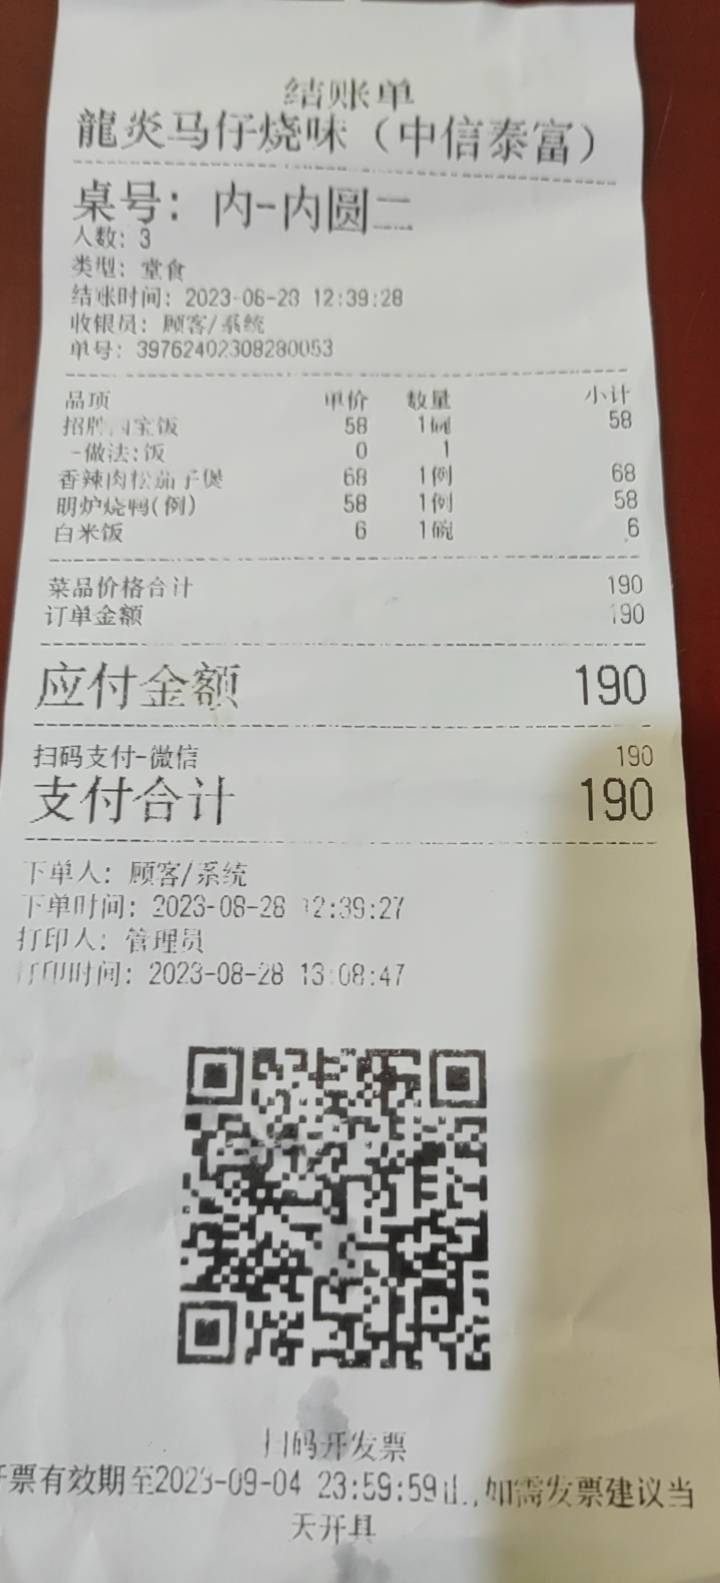 结账单
龍炎马仔烧味（中信泰富）
桌号：内-内圆二
人数：3
类型：堂食
结账时间：2023-08-28 12:39:28
收银员：顾客/系统
单号：39762402308280053
品项 单价 数量 小计
招牌四宝饭 58 1碗 58
-做法:饭 0 1
香辣肉松茄子煲 68 1例 68
明炉烧鸭(例) 58 1例 58
白米饭 6 1碗 6
菜品价格合计 190
订单金额 190
应付金额 190
扫码支付-微信 190
支付合计 190
下单人：顾客/系统
下单时间：2023-08-28 12:39:27
打印人：管理员
打印时间：2023-08-28 13:08:47
扫码开发票
开票有效期至2023-09-04 23:59:59止,如需发票建议当
天开具